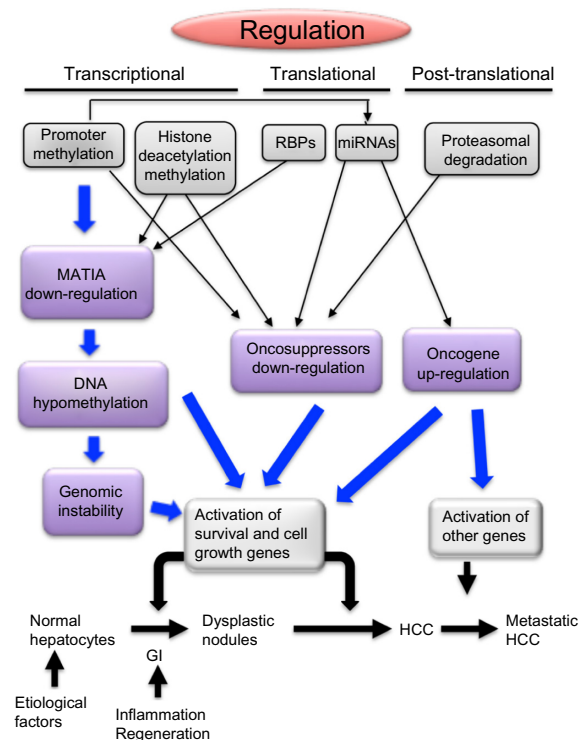 Regulation
Transcriptional
Translational
Post-translational
Promoter
methylation
Histone
deacetylation
methylation
RBPs
miRNAs
Proteasomal
degradation
MATIA
down-regulation
Oncosuppressors
down-regulation
Oncogene
up-regulation
DNA
hypomethylation
Genomic
instability
Activation of
survival and cell
growth genes
Activation of
other genes
Normal
hepatocytes
GI
Dysplastic
nodules
HCC
Metastatic
HCC
Etiological
factors
Inflammation
Regeneration